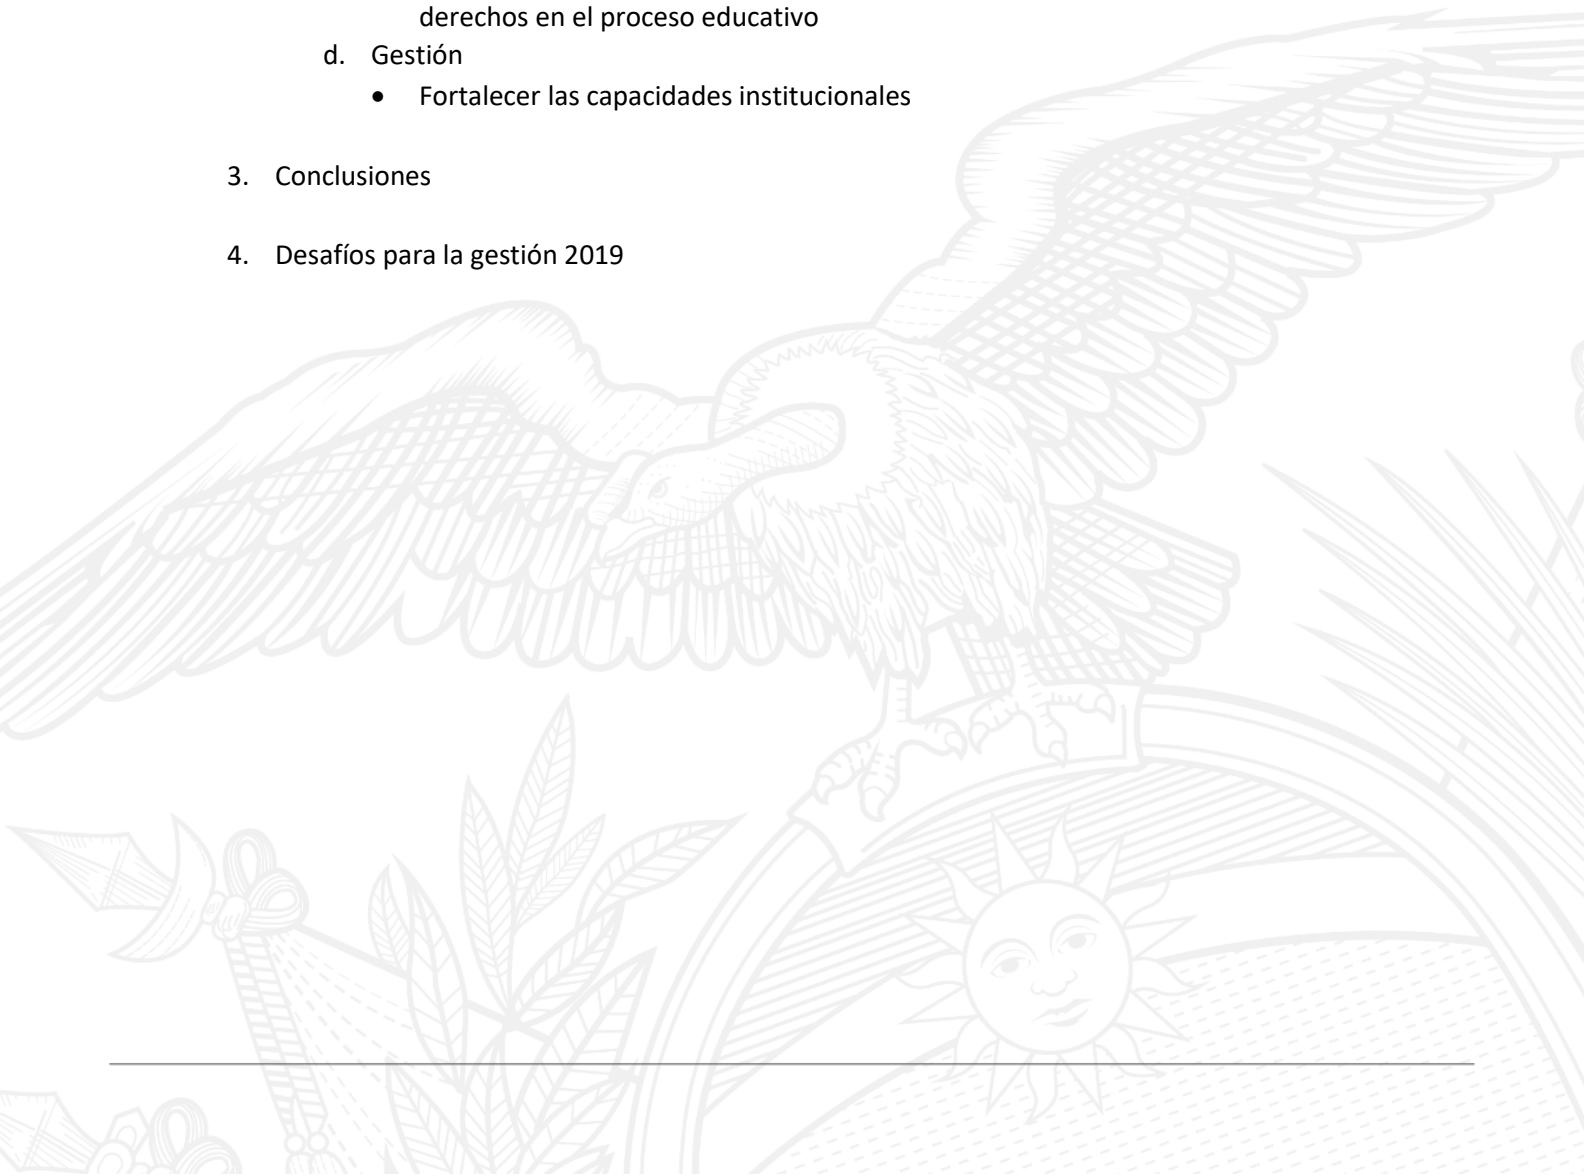 derechos en el proceso educativo
d. Gestión
• Fortalecer las capacidades institucionales
3. Conclusiones
4. Desafíos para la gestión 2019